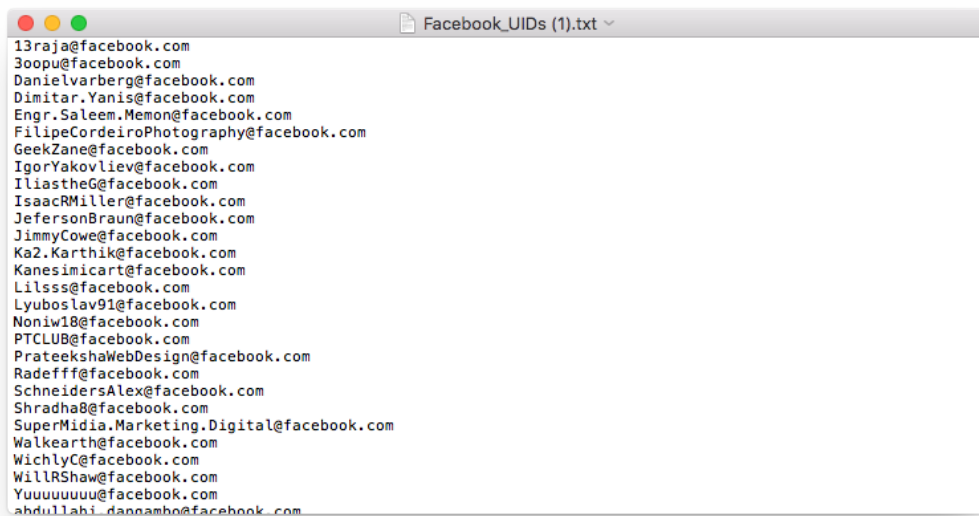 Facebook_UIDs (1).txt
13raja@facebook.com
3oopu@facebook.com
Danielvarberg@facebook.com
Dimitar.Yanis@facebook.com
Engr.Saleem.Memon@facebook.com
FilipeCordeiroPhotography@facebook.com
GeekZane@facebook.com
IgorYakovliev@facebook.com
IliastheG@facebook.com
IsaacRMiller@facebook.com
JefersonBraun@facebook.com
JimmyCowe@facebook.com
Ka2.Karthik@facebook.com
Kanesimicart@facebook.com
Lilsss@facebook.com
Lyuboslav91@facebook.com
Noniw18@facebook.com
PTCLUB@facebook.com
PrateekshaWebDesign@facebook.com
Radefff@facebook.com
SchneidersAlex@facebook.com
Shradha8@facebook.com
SuperMidia.Marketing.Digital@facebook.com
Walkearth@facebook.com
WichlyC@facebook.com
WillRShaw@facebook.com
Yuuuuuuuu@facebook.com
abdullahi.dangambo@facebook.com